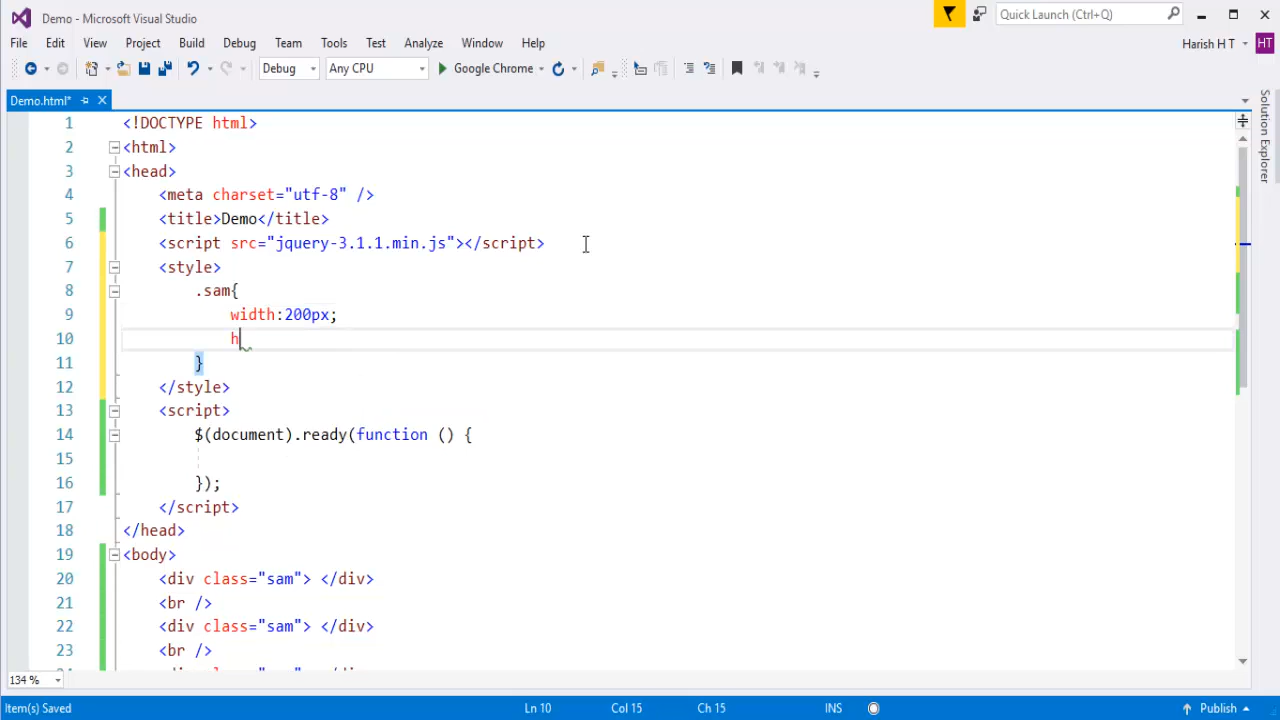 Demo - Microsoft Visual Studio
Quick Launch (Ctrl+Q)
File Edit View Project Build Debug Team Tools Test Analyze Window Help
Harish H T HT
Debug Any CPU Google Chrome
Demo.html*
Solution Explorer
1 <!DOCTYPE html>
2 <html>
3 <head>
4 <meta charset="utf-8" />
5 <title>Demo</title>
6 <script src="jquery-3.1.1.min.js"></script>
7 <style>
8 .sam{
9 width:200px;
10 h
11 }
12 </style>
13 <script>
14 $(document).ready(function () {
15
16 });
17 </script>
18 </head>
19 <body>
20 <div class="sam"> </div>
21 <br />
22 <div class="sam"> </div>
23 <br />
134 %
Item(s) Saved Ln 10 Col 15 Ch 15 INS Publish